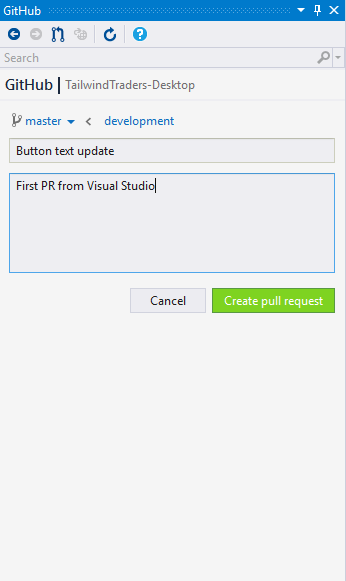 GitHub
Search
GitHub | TailwindTraders-Desktop
master < development
Button text update
First PR from Visual Studio
Cancel Create pull request